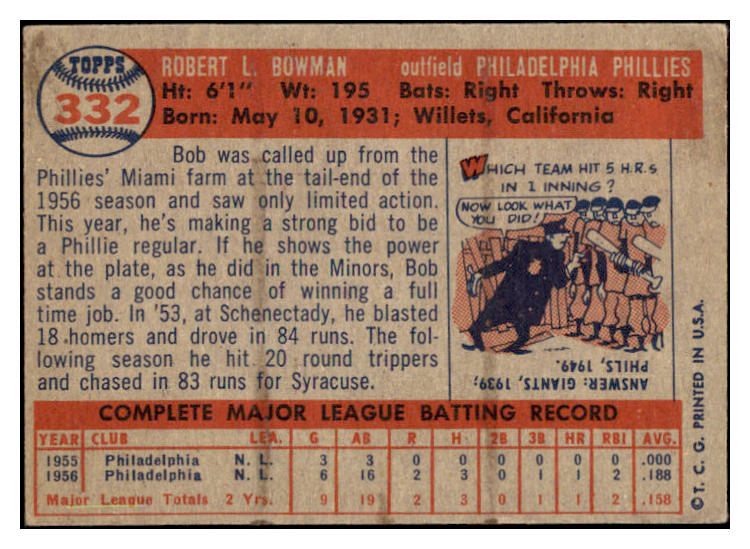 TOPPS
332
ROBERT L. BOWMAN outfield PHILADELPHIA PHILLIES
Ht: 6'1" Wt: 195 Bats: Right Throws: Right
Born: May 10, 1931; Willets, California
Bob was called up from the
Phillies' Miami farm at the tail-end of the
1956 season and saw only limited action.
This year, he's making a strong bid to be
a Phillie regular. If he shows the power
at the plate, as he did in the Minors, Bob
stands a good chance of winning a full
time job. In '53, at Schenectady, he blasted
18 homers and drove in 84 runs. The fol-
lowing season he hit 20 round trippers
and chased in 83 runs for Syracuse.
WHICH TEAM HIT 5 H.R.s
IN 1 INNING?
NOW LOOK WHAT
YOU DID!
ANSWER: GIANTS, 1939;
PHILS, 1949.
COMPLETE MAJOR LEAGUE BATTING RECORD
YEAR CLUB LEA. G AB R H 2B 3B HR RBI AVG.
1955 Philadelphia N. L. 3 3 0 0 0 0 0 0 .000
1956 Philadelphia N. L. 6 16 2 3 0 1 1 2 .188
Major League Totals 2 Yrs. 9 19 2 3 0 1 1 2 .158
© T. C. G. PRINTED IN U.S.A.